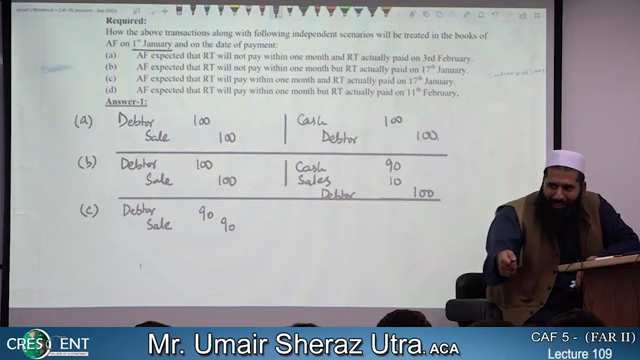 Required:
How the above transactions along with following independent scenarios will be treated in the books of
AF on 1st January and on the date of payment:
(a) AF expected that RT will not pay within one month and RT actually paid on 3rd February.
(b) AF expected that RT will not pay within one month but RT actually paid on 17th January.
(c) AF expected that RT will pay within one month and RT actually paid on 17th January.
(d) AF expected that RT will pay within one month but RT actually paid on 11th February.
Answer-1:
(a) Debtor 100 Cash 100
Sale 100 Debtor 100
(b) Debtor 100 Cash 90
Sale 100 Sales 10
Debtor 100
(c) Debtor 90
Sale 90
CRESCENT
COLLEGE OF ACCOUNTANCY
Mr. Umair Sheraz Utra. ACA
CAF 5 - (FAR II)
Lecture 109